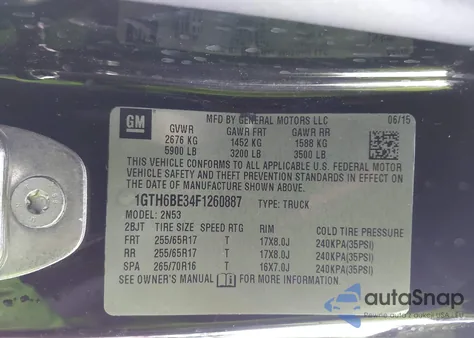 GM
MFD BY GENERAL MOTORS LLC 06/15
GVWR GAWR FRT GAWR RR
2676 KG 1452 KG 1588 KG
5900 LB 3200 LB 3500 LB
THIS VEHICLE CONFORMS TO ALL APPLICABLE U.S. FEDERAL MOTOR
VEHICLE SAFETY AND THEFT PREVENTION STANDARDS IN EFFECT ON
THE DATE OF MANUFACTURE SHOWN ABOVE.
1GTH6BE34F1260887 TYPE: TRUCK
MODEL: 2N53
2BJT TIRE SIZE SPEED RTG RIM COLD TIRE PRESSURE
FRT 255/65R17 T 17X8.0J 240KPA(35PSI)
RR 255/65R17 T 17X8.0J 240KPA(35PSI)
SPA 265/70R16 T 16X7.0J 240KPA(35PSI)
SEE OWNER'S MANUAL FOR MORE INFORMATION.
autoSnap